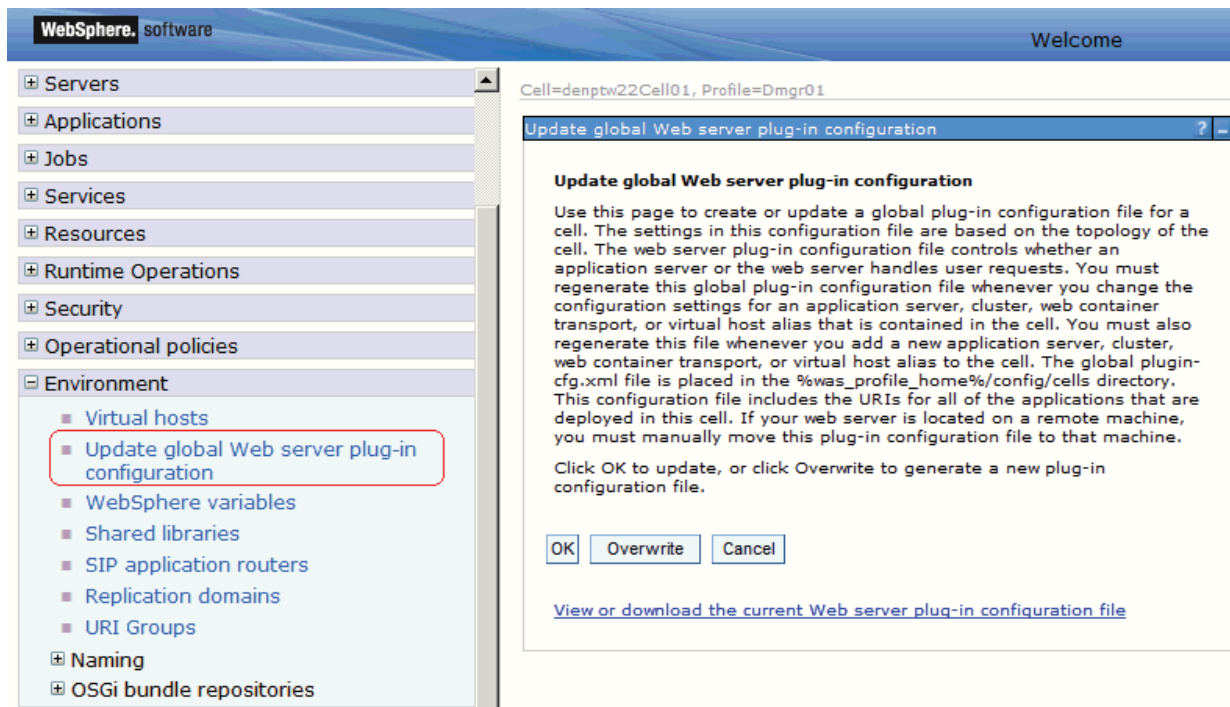 WebSphere. software
Welcome
Servers
Applications
Jobs
Services
Resources
Runtime Operations
Security
Operational policies
Environment
Virtual hosts
Update global Web server plug-in
configuration
WebSphere variables
Shared libraries
SIP application routers
Replication domains
URI Groups
Naming
OSGi bundle repositories
Cell=denptw22Cell01, Profile=Dmgr01
Update global Web server plug-in configuration ? -
Update global Web server plug-in configuration
Use this page to create or update a global plug-in configuration file for a
cell. The settings in this configuration file are based on the topology of the
cell. The web server plug-in configuration file controls whether an
application server or the web server handles user requests. You must
regenerate this global plug-in configuration file whenever you change the
configuration settings for an application server, cluster, web container
transport, or virtual host alias that is contained in the cell. You must also
regenerate this file whenever you add a new application server, cluster,
web container transport, or virtual host alias to the cell. The global plugin-
cfg.xml file is placed in the %was_profile_home%/config/cells directory.
This configuration file includes the URIs for all of the applications that are
deployed in this cell. If your web server is located on a remote machine,
you must manually move this plug-in configuration file to that machine.
Click OK to update, or click Overwrite to generate a new plug-in
configuration file.
OK Overwrite Cancel
View or download the current Web server plug-in configuration file